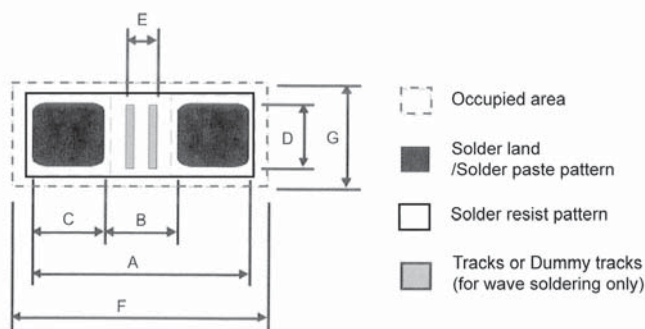 E
D
G
C
B
A
F
Occupied area
Solder land
/Solder paste pattern
Solder resist pattern
Tracks or Dummy tracks
(for wave soldering only)